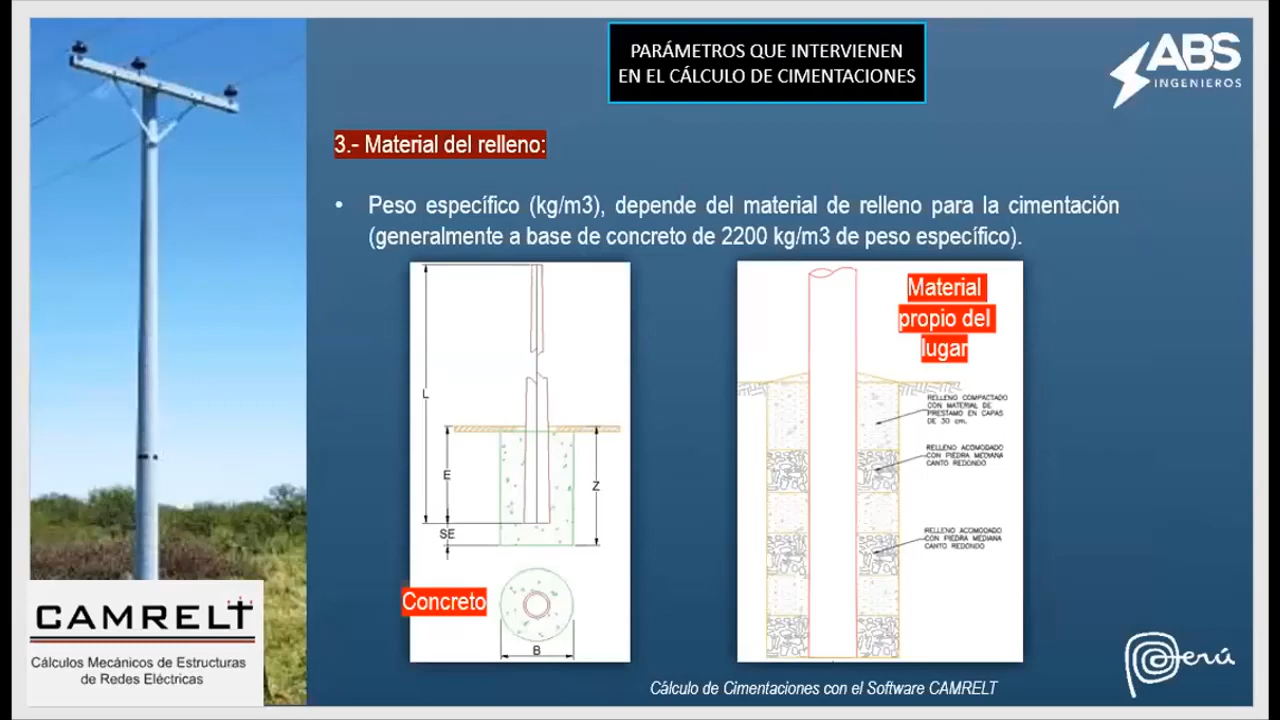 PARÁMETROS QUE INTERVIENEN
EN EL CÁLCULO DE CIMENTACIONES
ABS
INGENIEROS
3.- Material del relleno:
• Peso específico (kg/m3), depende del material de relleno para la cimentación
(generalmente a base de concreto de 2200 kg/m3 de peso específico).
L
E
SE
Z
B
Concreto
Material
propio del
lugar
RELLENO COMPACTADO
CON MATERIAL DE
PRESTAMO EN CAPAS
DE 30 cm.
RELLENO ACOMODADO
CON PIEDRA MEDIANA
CANTO REDONDO
RELLENO ACOMODADO
CON PIEDRA MEDIANA
CANTO REDONDO
CAMRELT
Cálculos Mecánicos de Estructuras
de Redes Eléctricas
Cálculo de Cimentaciones con el Software CAMRELT
Perú